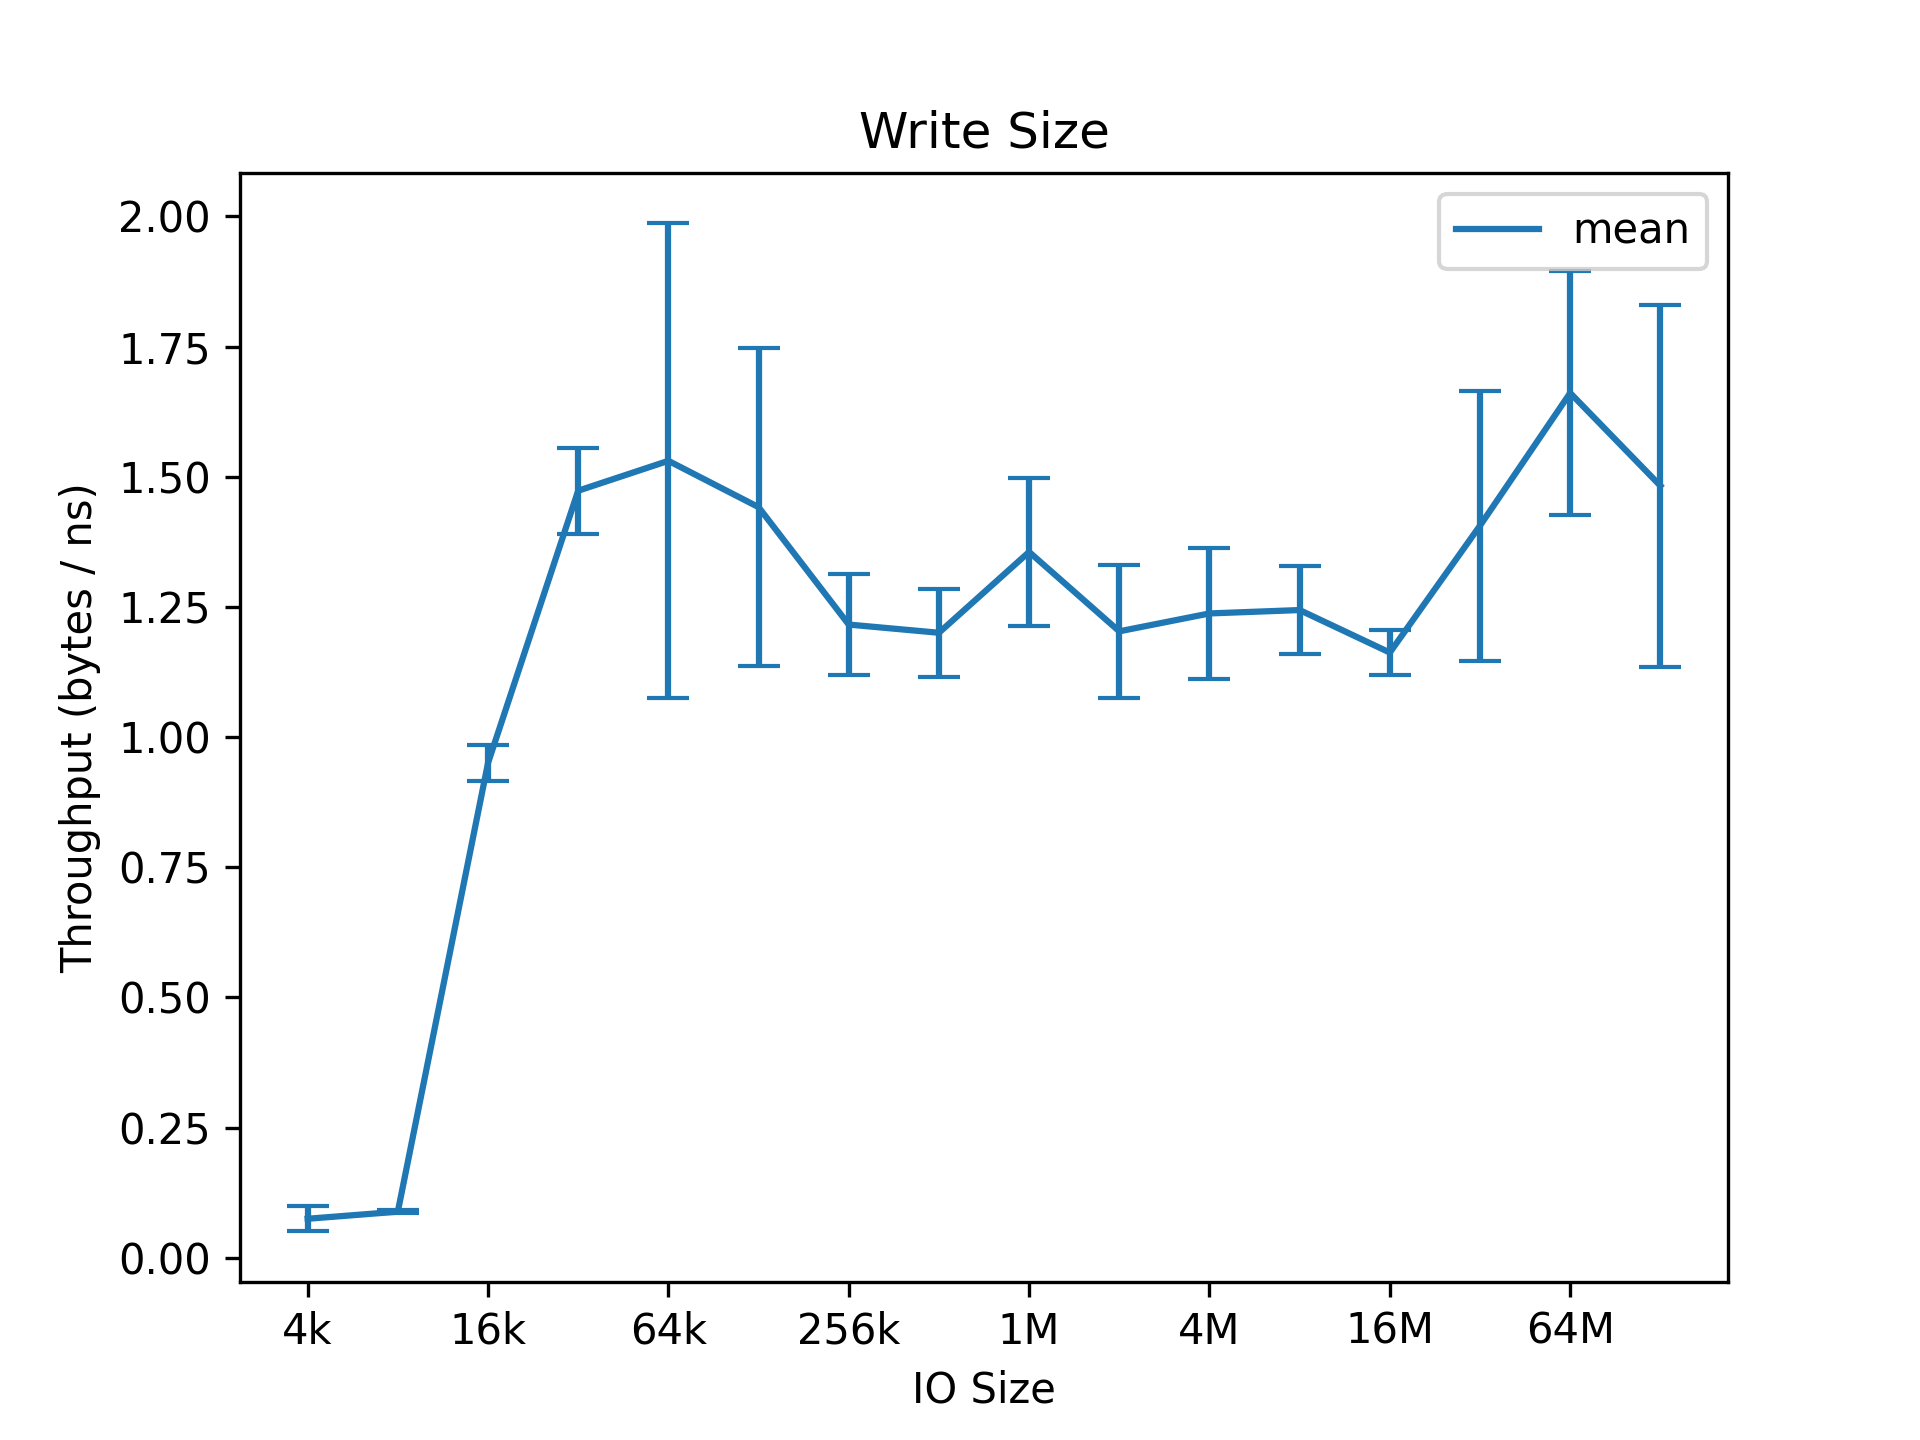 Write Size
mean
2.00
1.75
1.50
1.25
1.00
0.75
0.50
0.25
0.00
Throughput (bytes / ns)
4k 16k 64k 256k 1M 4M 16M 64M
IO Size